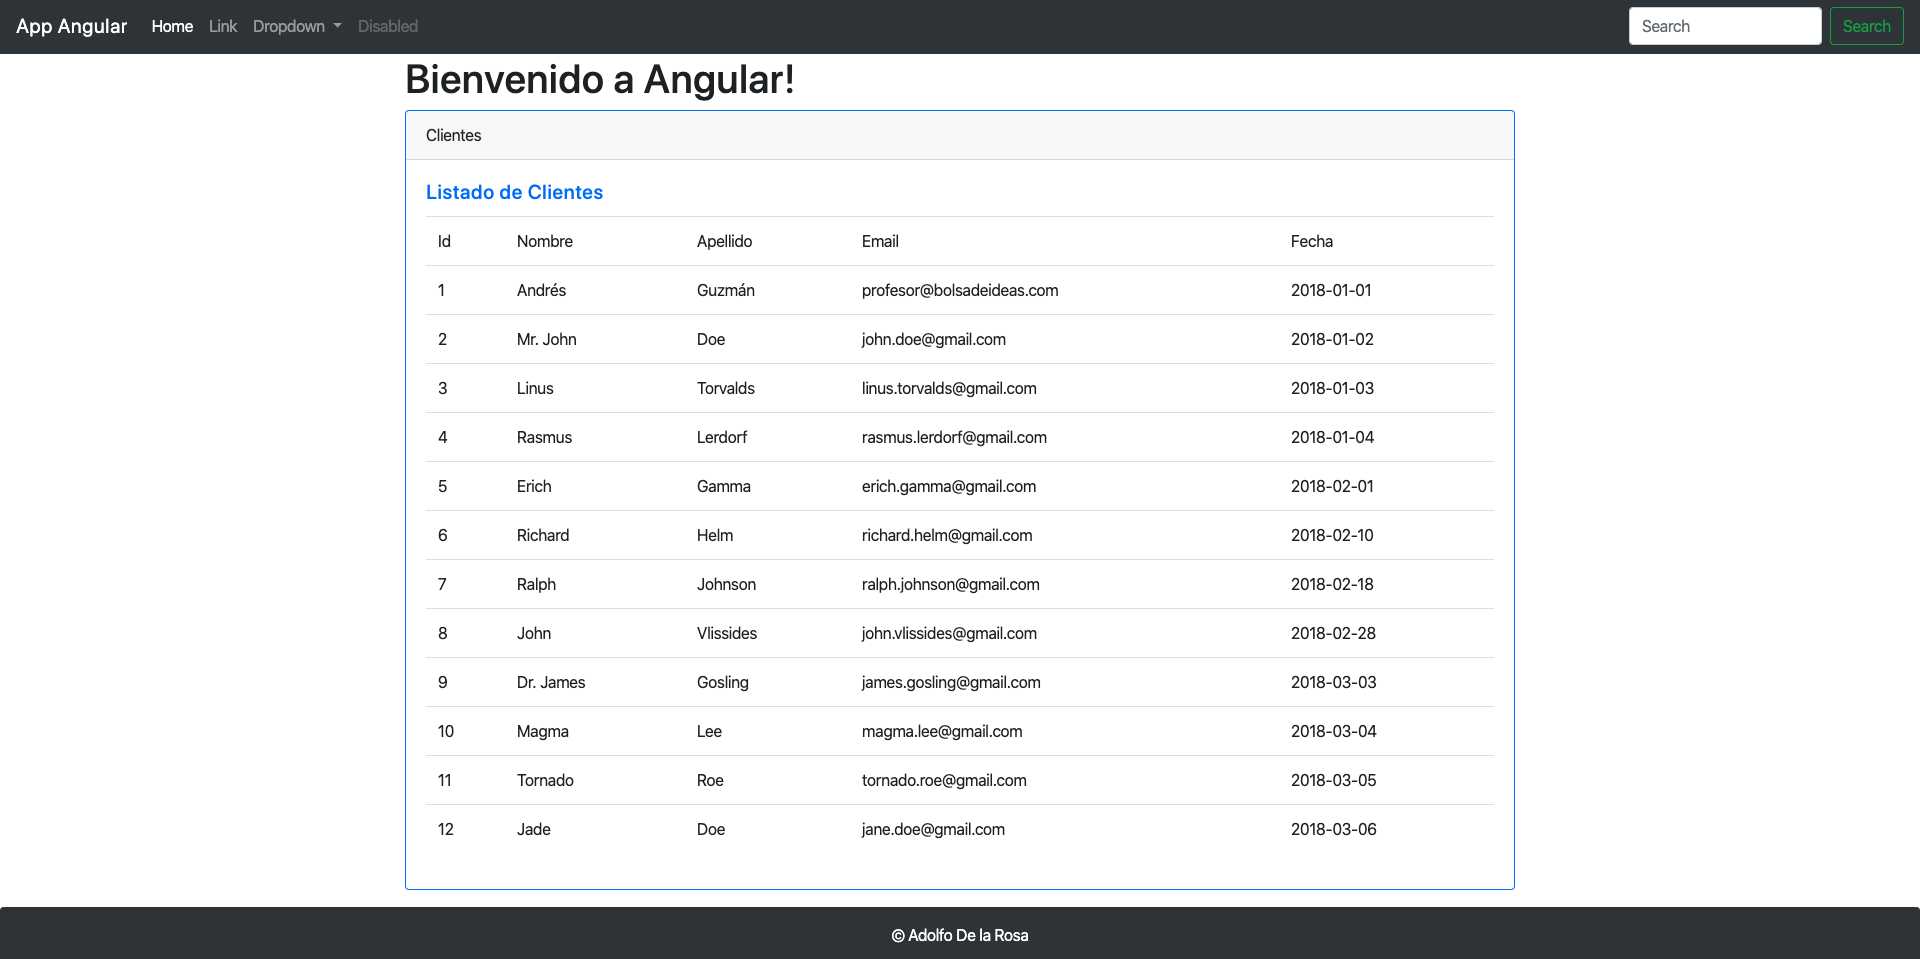 App Angular Home Link Dropdown Disabled Search Search
Bienvenido a Angular!
Clientes
Listado de Clientes
Id Nombre Apellido Email Fecha
1 Andrés Guzmán profesor@bolsadeideas.com 2018-01-01
2 Mr. John Doe john.doe@gmail.com 2018-01-02
3 Linus Torvalds linus.torvalds@gmail.com 2018-01-03
4 Rasmus Lerdorf rasmus.lerdorf@gmail.com 2018-01-04
5 Erich Gamma erich.gamma@gmail.com 2018-02-01
6 Richard Helm richard.helm@gmail.com 2018-02-10
7 Ralph Johnson ralph.johnson@gmail.com 2018-02-18
8 John Vlissides john.vlissides@gmail.com 2018-02-28
9 Dr. James Gosling james.gosling@gmail.com 2018-03-03
10 Magma Lee magma.lee@gmail.com 2018-03-04
11 Tornado Roe tornado.roe@gmail.com 2018-03-05
12 Jade Doe jane.doe@gmail.com 2018-03-06
© Adolfo De la Rosa